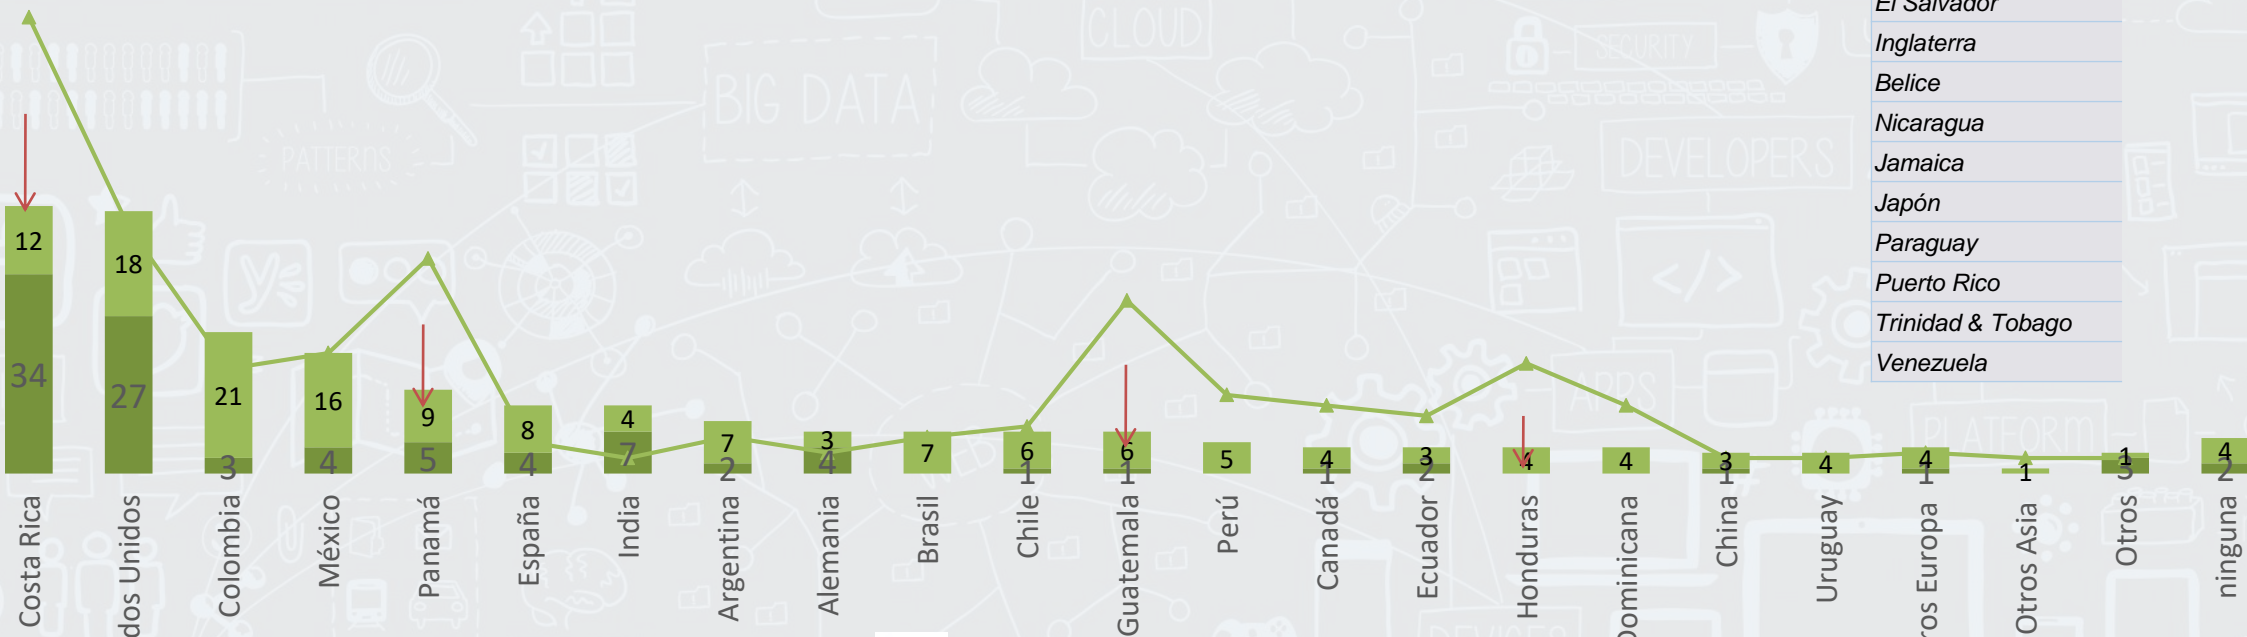 El Salvador
Inglaterra
Belice
Nicaragua
Jamaica
Japón
Paraguay
Puerto Rico
Trinidad & Tobago
Venezuela
CLOUD
SECURITY
BIG DATA
PATTERNS
DEVELOPERS
</>
APPS
PLATFORM
DEVICES
12 18 21 16 9 8 4 7 3 7 6 6 5 4 3 4 4 3 4 4 1 1 4
34 27 3 4 5 4 7 2 4 1 1 1 2 1 1 3 2
Costa Rica
dos Unidos
Colombia
México
Panamá
España
India
Argentina
Alemania
Brasil
Chile
Guatemala
Perú
Canadá
Ecuador
Honduras
Dominicana
China
Uruguay
ros Europa
Otros Asia
Otros
ninguna